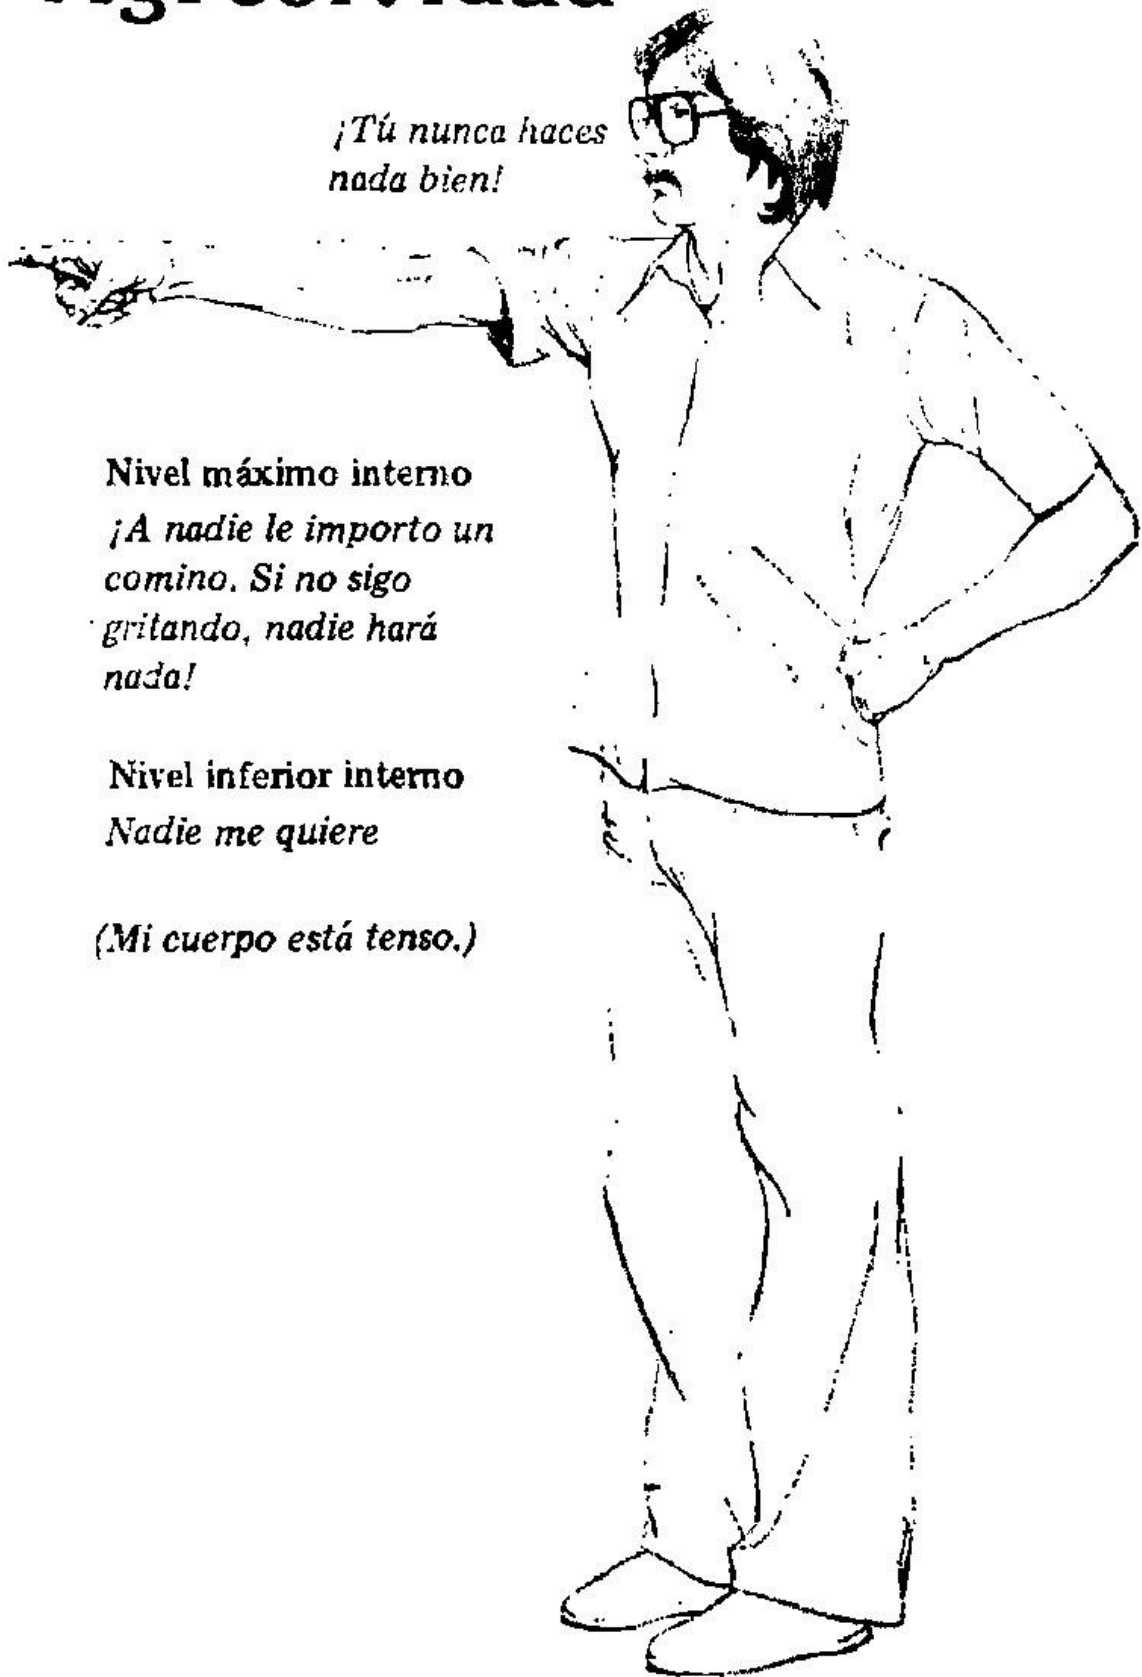 Agresividad
¡Tú nunca haces
nada bien!
Nivel máximo interno
¡A nadie le importo un
comino. Si no sigo
gritando, nadie hará
nada!
Nivel inferior interno
Nadie me quiere
(Mi cuerpo está tenso.)